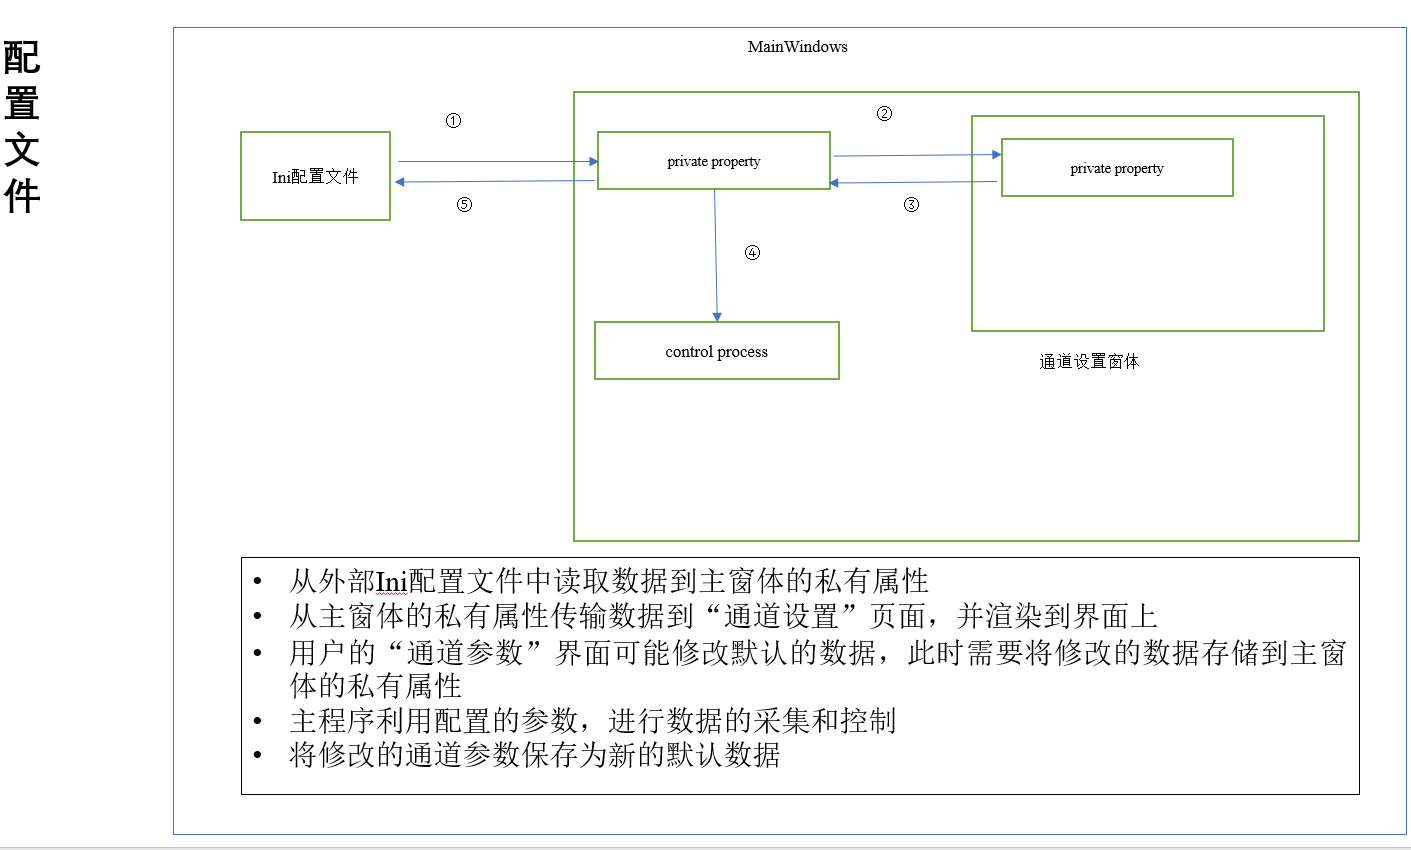 配
置
文
件
MainWindows
①
②
Ini配置文件
private property
private property
⑤
③
④
control process
通道设置窗体
• 从外部Ini配置文件中读取数据到主窗体的私有属性
• 从主窗体的私有属性传输数据到“通道设置”页面，并渲染到界面上
• 用户的“通道参数”界面可能修改默认的数据，此时需要将修改的数据存储到主窗
体的私有属性
• 主程序利用配置的参数，进行数据的采集和控制
• 将修改的通道参数保存为新的默认数据